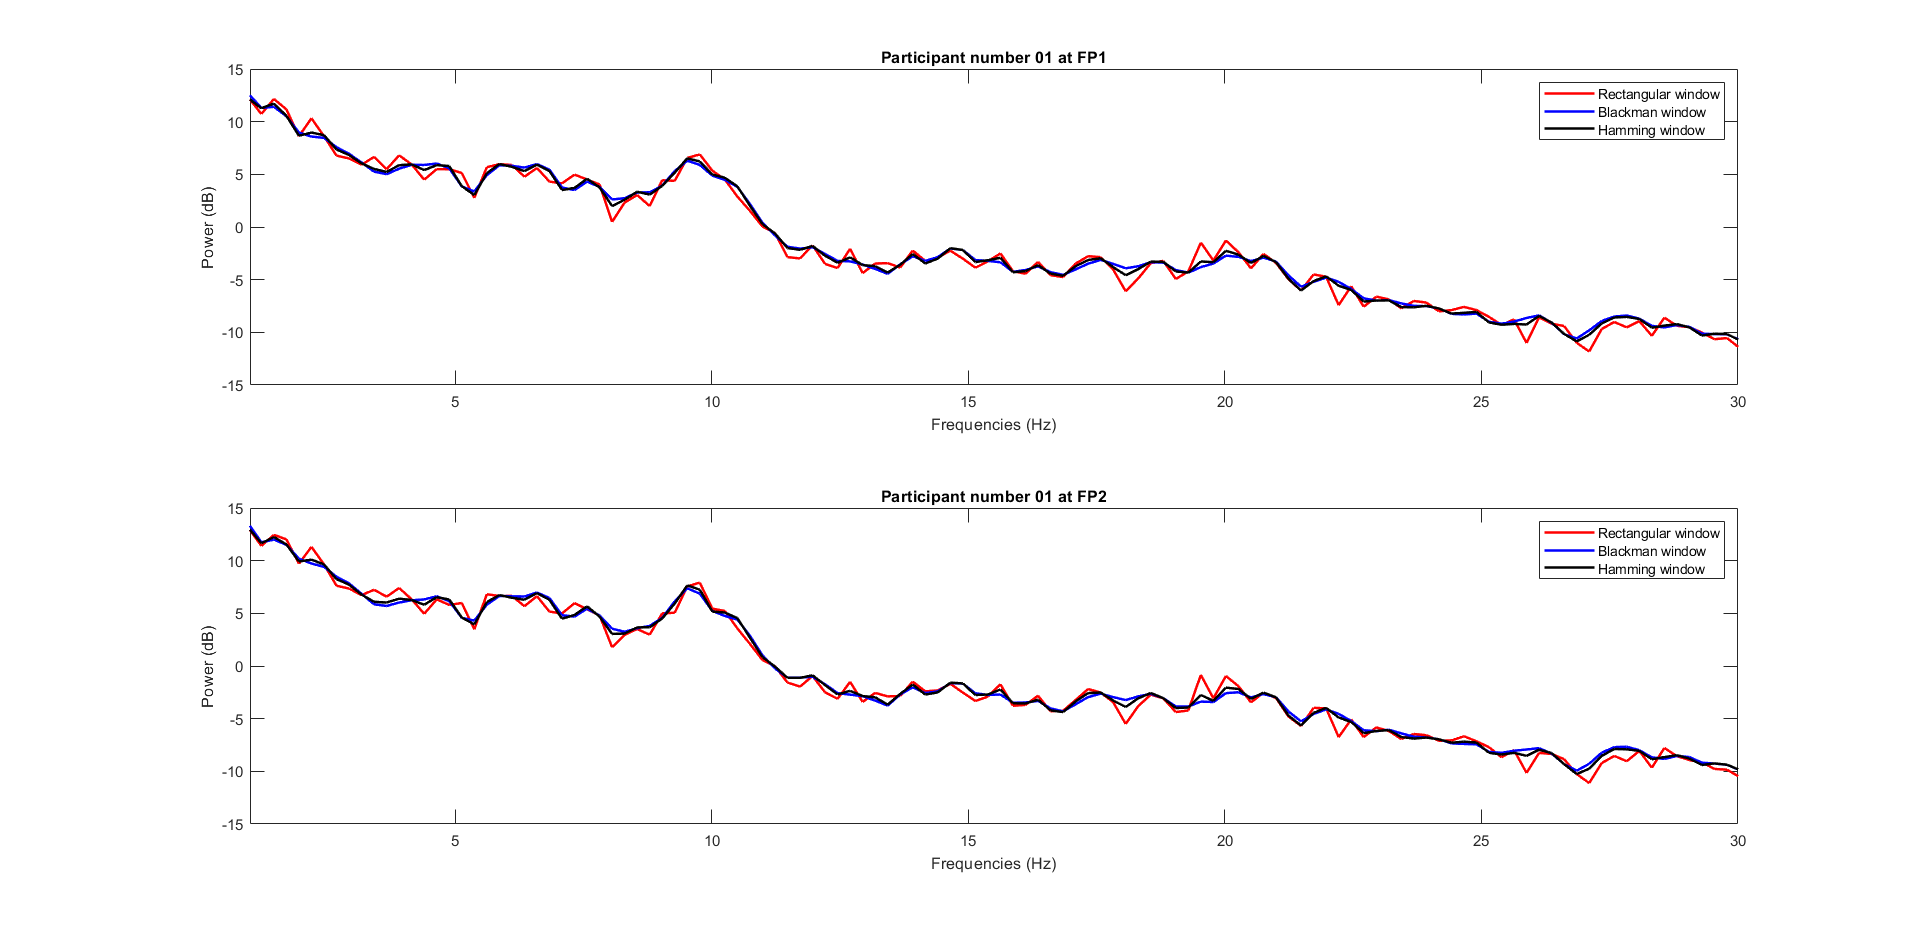 Participant number 01 at FP1
15
10
5
0
-5
-10
-15
Power (dB)
5 10 15 20 25 30
Frequencies (Hz)
Rectangular window
Blackman window
Hamming window
Participant number 01 at FP2
15
10
5
0
-5
-10
-15
Power (dB)
5 10 15 20 25 30
Frequencies (Hz)
Rectangular window
Blackman window
Hamming window